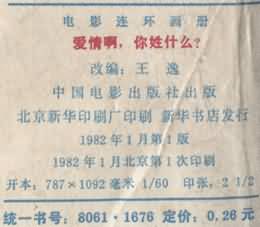 电影连环画册
爱情啊，你姓什么？
改编：王逸
中国电影出版社出版
北京新华印刷厂印刷 新华书店发行
1982年1月第1版
1982年1月北京第1次印刷
开本：787×1092毫米 1/60 印张：2 1/2
统一书号：8061·1676 定价：0.26元